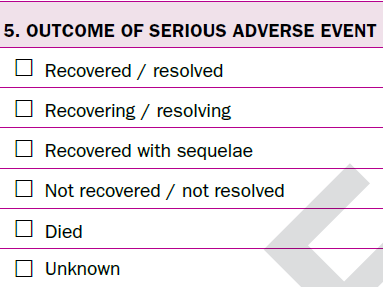 5. OUTCOME OF SERIOUS ADVERSE EVENT
☐ Recovered / resolved
☐ Recovering / resolving
☐ Recovered with sequelae
☐ Not recovered / not resolved
☐ Died
☐ Unknown